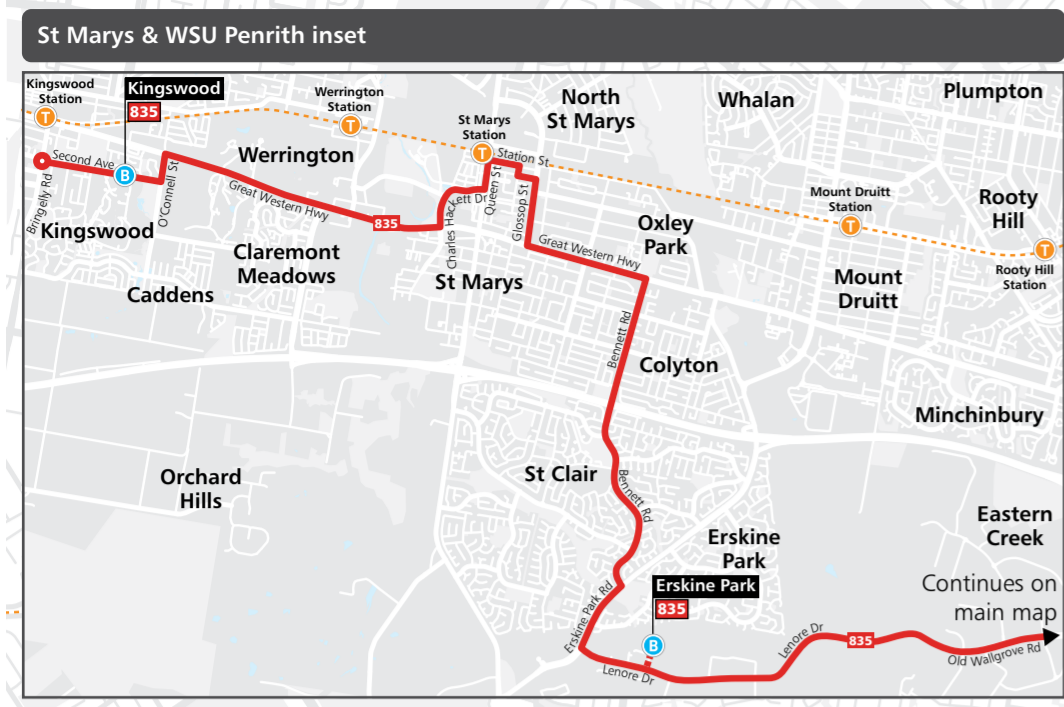 St Marys & WSU Penrith inset
Kingswood
Station
T
Kingswood
835
Second Ave
B
Bringelly Rd
O'Connell St
Kingswood
Werrington
Station
T
Werrington
Great Western Hwy
835
Claremont
Meadows
Caddens
St Marys
Station
T
Station St
Queen St
Charles Hackett Dr
Glossop St
Great Western Hwy
St Marys
North
St Marys
Whalan
Plumpton
Oxley
Park
Mount Druitt
Station
T
Rooty
Hill
T
Rooty Hill
Station
Mount
Druitt
Bennett Rd
Colyton
Minchinbury
Orchard
Hills
St Clair
Bennett Rd
Erskine
Park
Eastern
Creek
Erskine Park
835
B
Erskine Park Rd
Lenore Dr
Lenore Dr
835
Old Wallgrove Rd
Continues on
main map